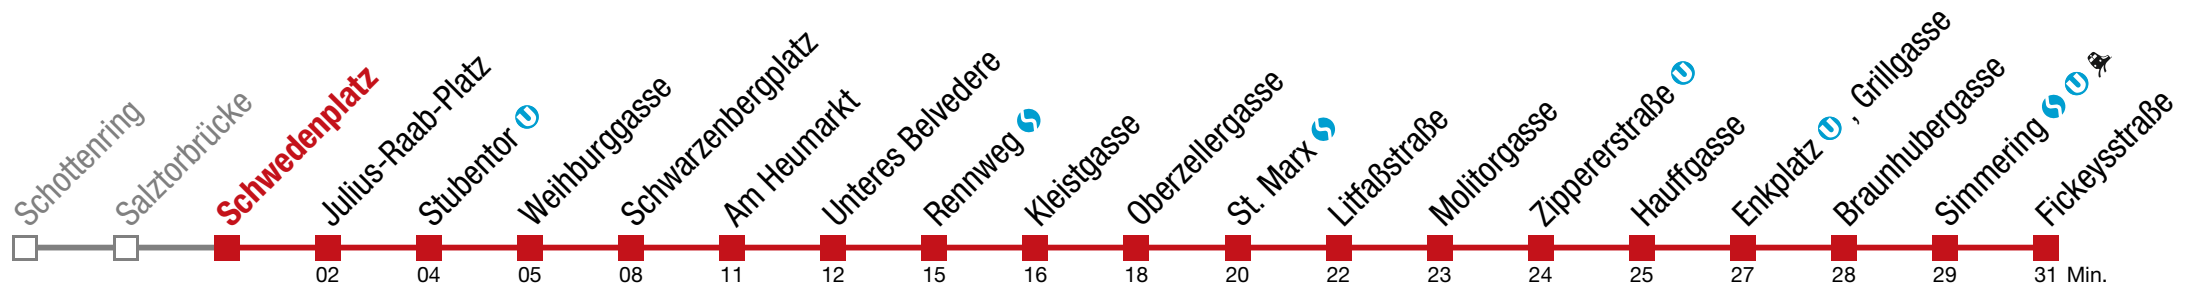 Schottenring
Salztorbrücke
Schwedenplatz
Julius-Raab-Platz
Stubentor U
Weihburggasse
Schwarzenbergplatz
Am Heumarkt
Unteres Belvedere
Rennweg S
Kleistgasse
Oberzellergasse
St. Marx S
Litfaßstraße
Molitorgasse
Zippererstraße U
Hauffgasse
Enkplatz U , Grillgasse
Braunhubergasse
Simmering S U
Fickeysstraße
02 04 05 08 11 12 15 16 18 20 22 23 24 25 27 28 29 31 Min.